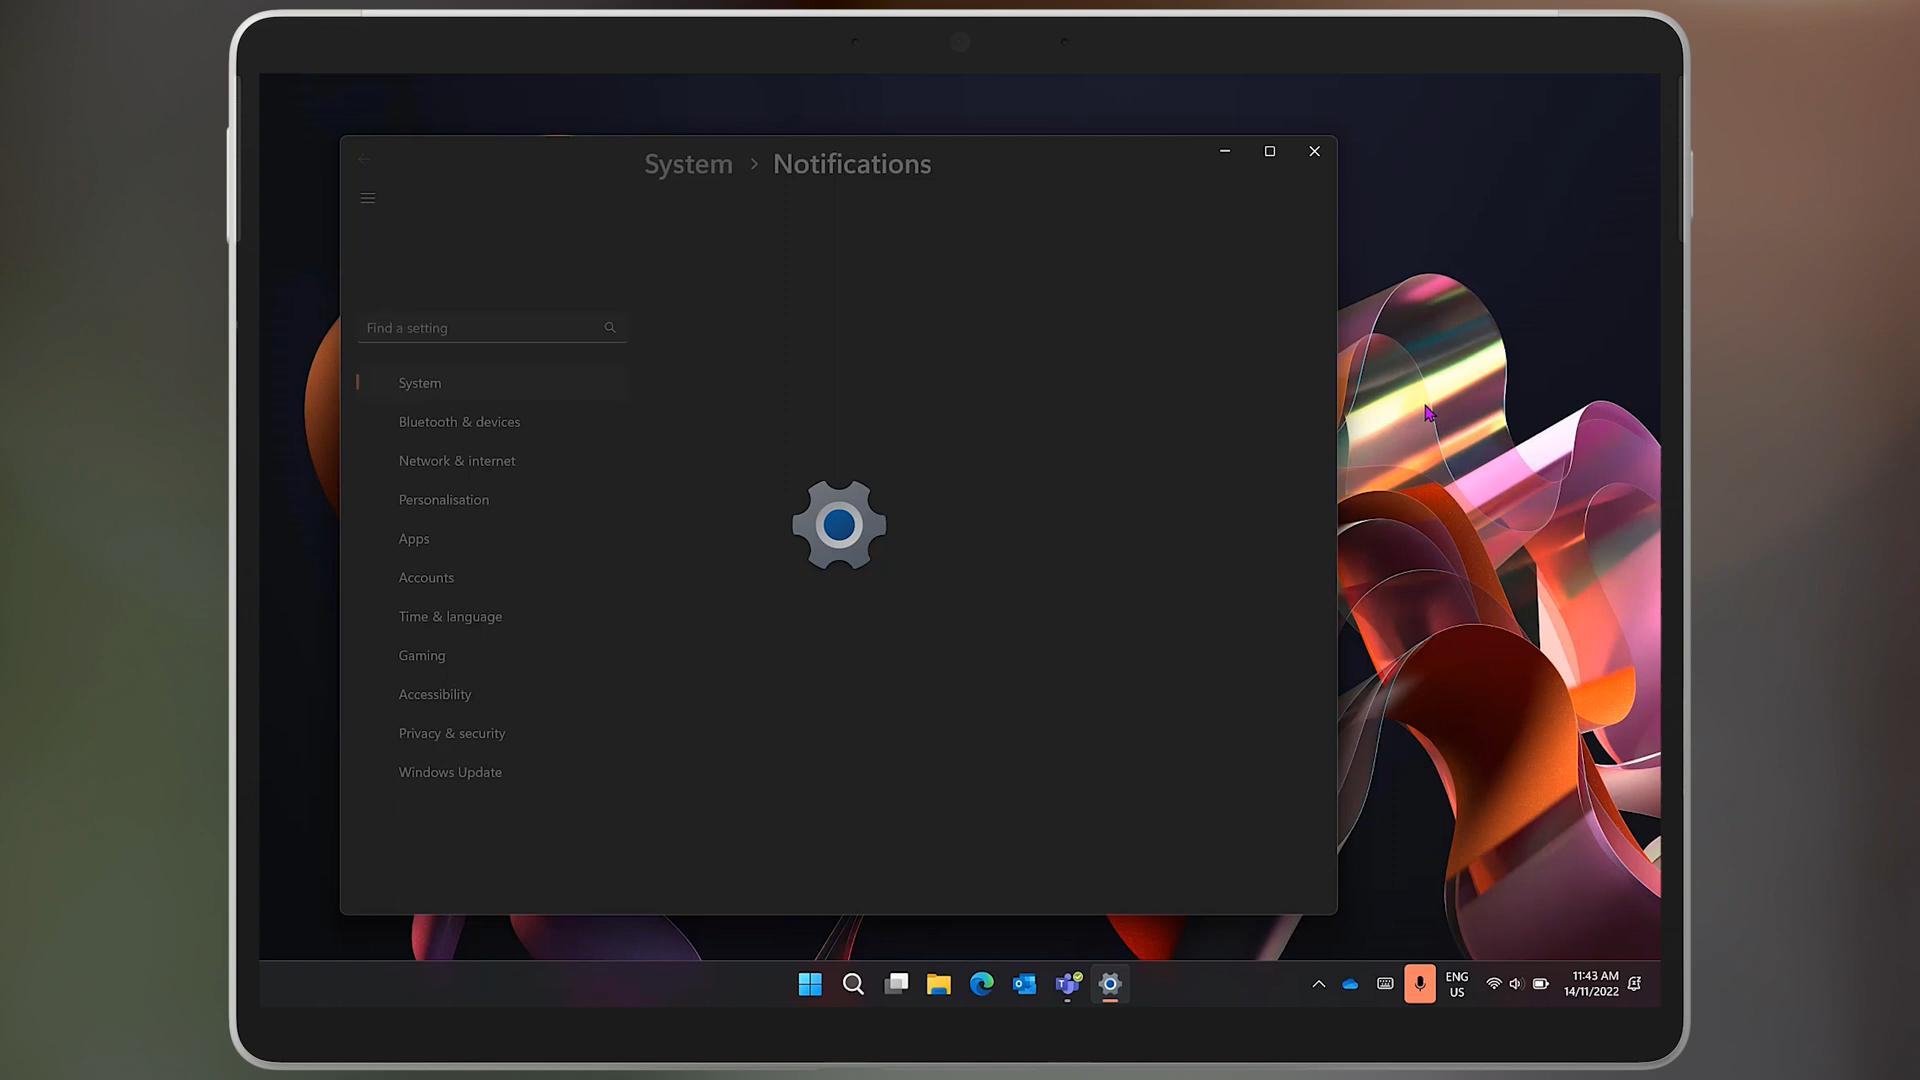 System > Notifications
Find a setting
System
Bluetooth & devices
Network & internet
Personalisation
Apps
Accounts
Time & language
Gaming
Accessibility
Privacy & security
Windows Update
ENG
US
11:43 AM
14/11/2022